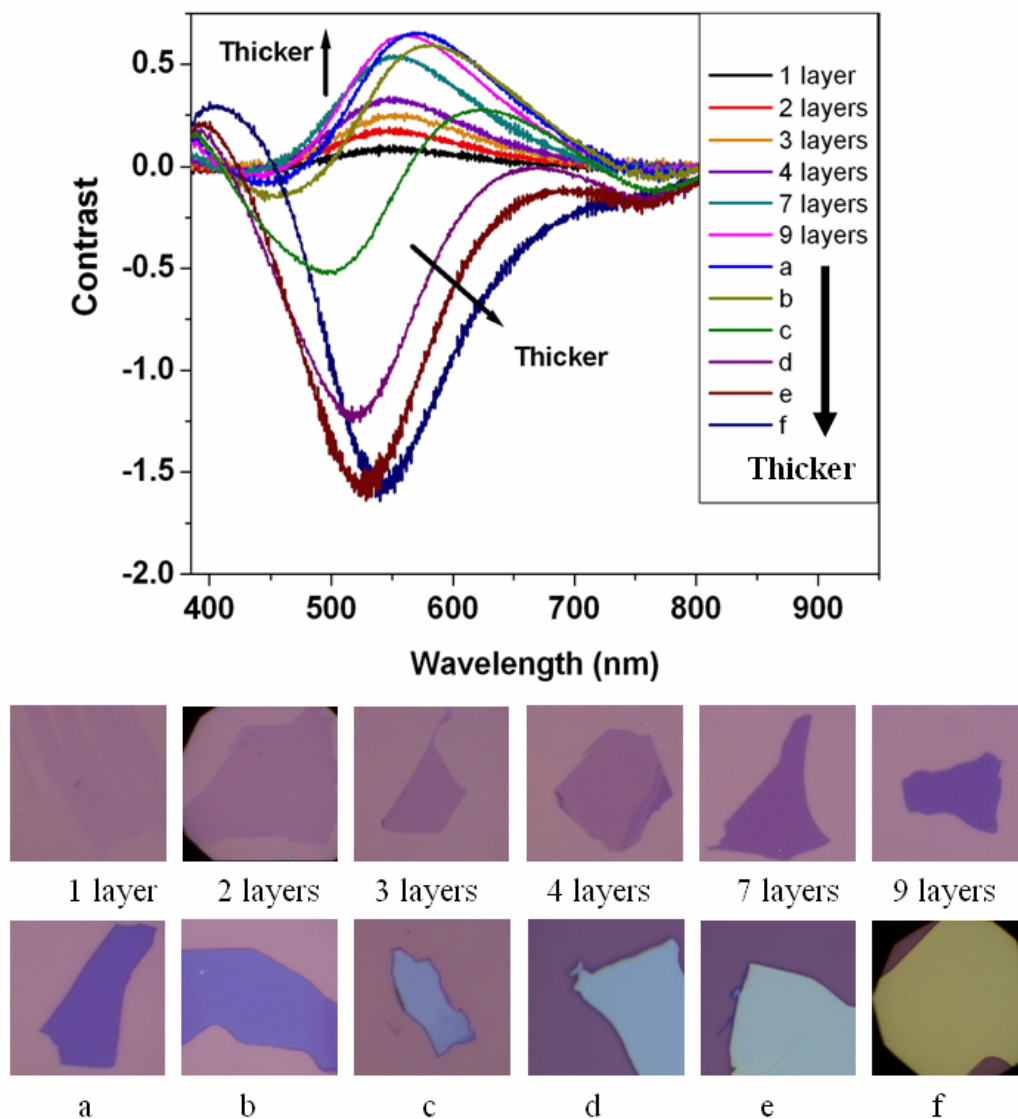 Thicker
Thicker
0.5
0.0
-0.5
-1.0
-1.5
-2.0
Contrast
400 500 600 700 800 900
Wavelength (nm)
1 layer
2 layers
3 layers
4 layers
7 layers
9 layers
a
b
c
d
e
f
Thicker
1 layer 2 layers 3 layers 4 layers 7 layers 9 layers
a b c d e f